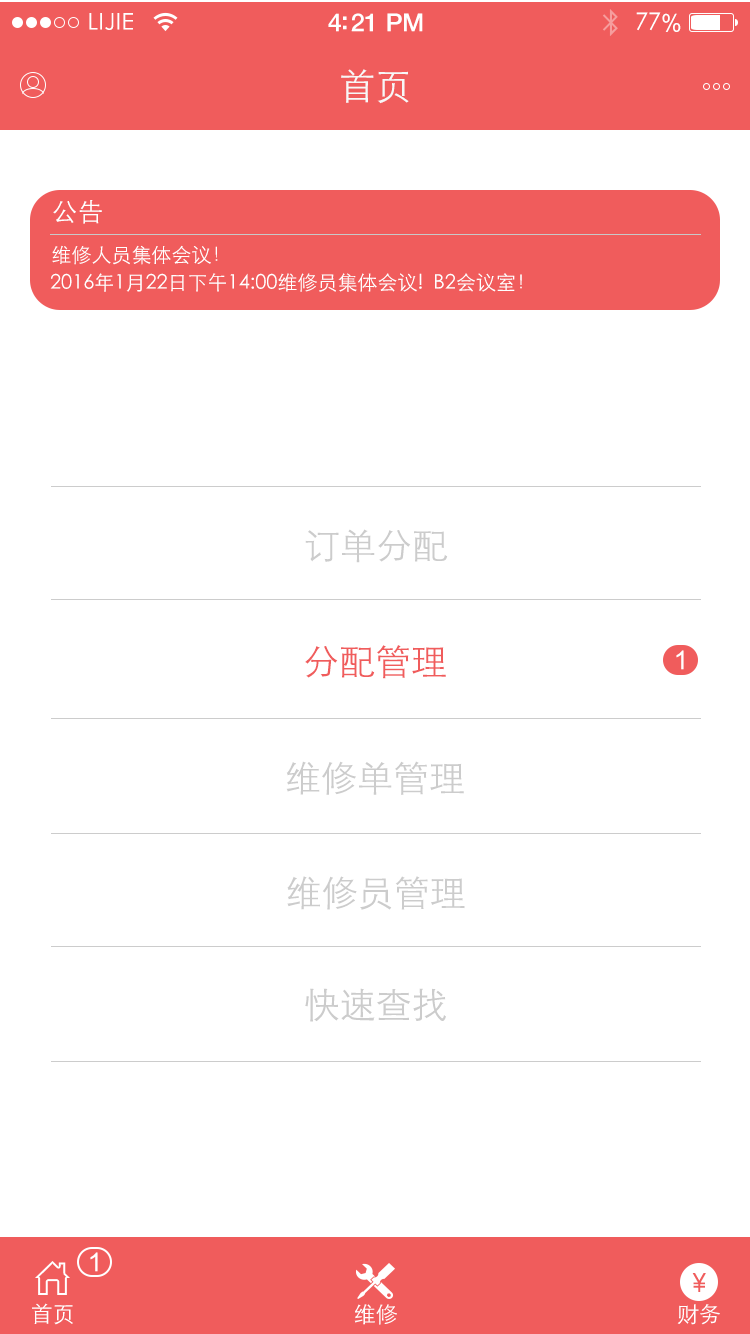 LIJIE 4:21 PM 77%
首页
公告
维修人员集体会议！
2016年1月22日下午14:00维修员集体会议！B2会议室！
订单分配
分配管理 1
维修单管理
维修员管理
快速查找
1
¥
首页 维修 财务